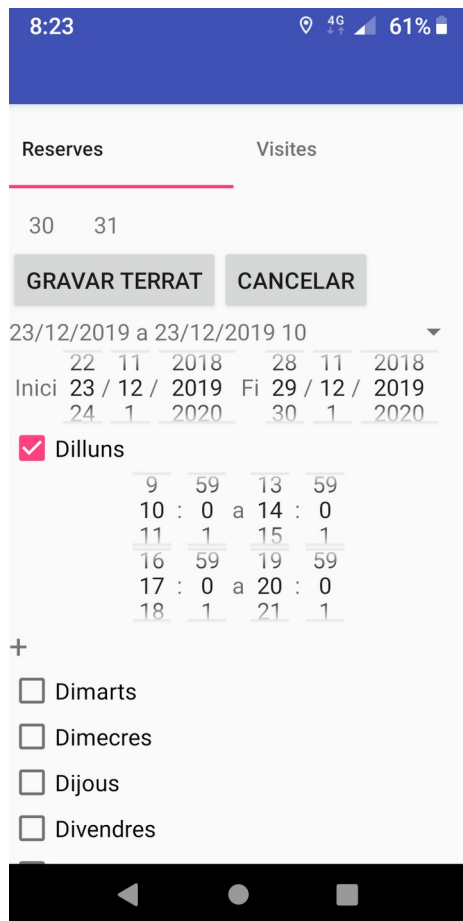 8:23 4G 61%
Reserves Visites
30 31
GRAVAR TERRAT CANCELAR
23/12/2019 a 23/12/2019 10
22 11 2018 28 11 2018
Inici 23 / 12 / 2019 Fi 29 / 12 / 2019
24 1 2020 30 1 2020
Dilluns
9 59 13 59
10 : 0 a 14 : 0
11 1 15 1
16 59 19 59
17 : 0 a 20 : 0
18 1 21 1
+
Dimarts
Dimecres
Dijous
Divendres